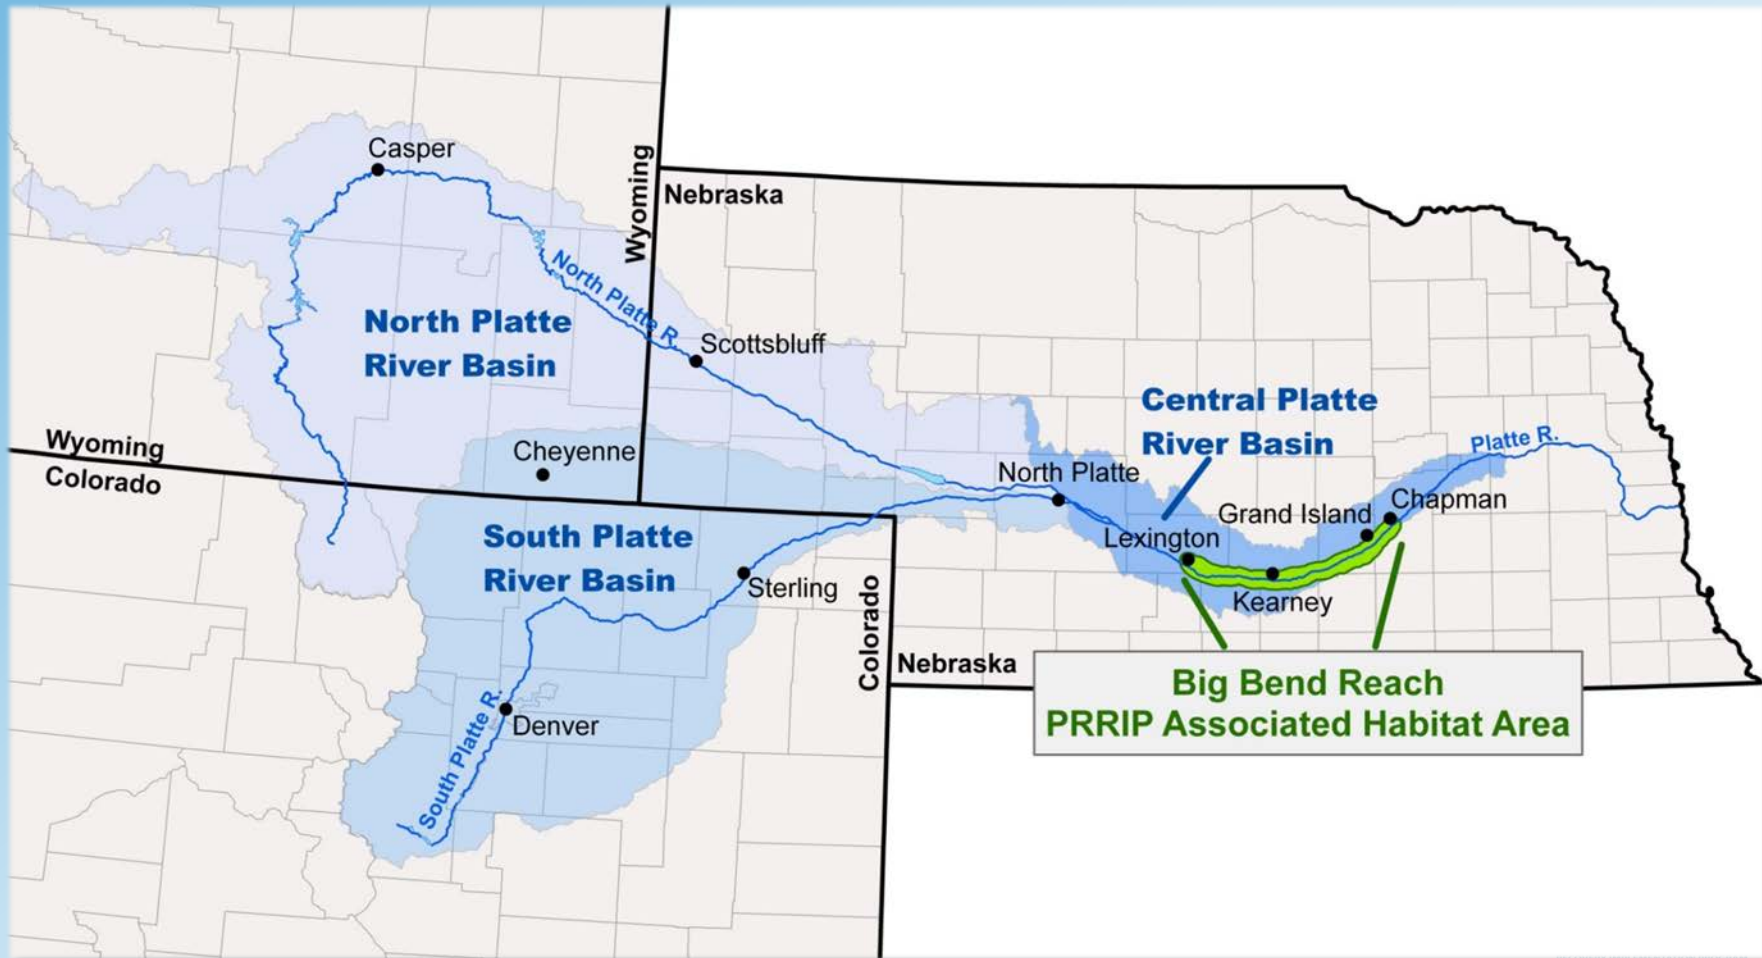 Casper
Wyoming
Nebraska
North Platte R.
North Platte
River Basin
Scottsbluff
Central Platte
River Basin
Platte R.
Wyoming
Colorado
Cheyenne
North Platte
Chapman
Grand Island
Lexington
South Platte
River Basin
Sterling
Kearney
Colorado
Nebraska
Big Bend Reach
PRRIP Associated Habitat Area
South Platte R.
Denver